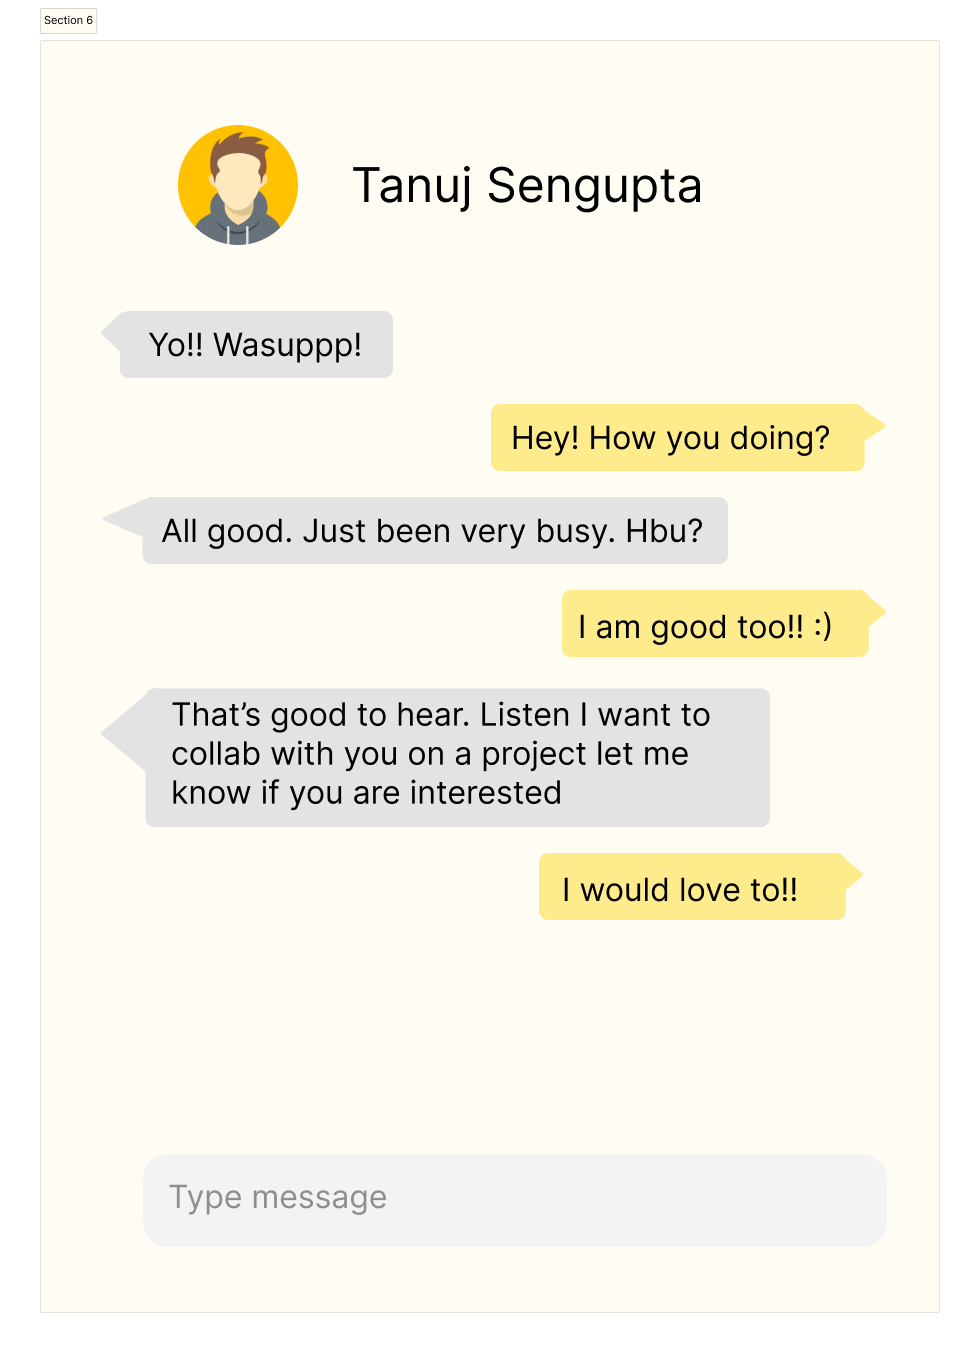 Section 6
Tanuj Sengupta
Yo!! Wasuppp!
Hey! How you doing?
All good. Just been very busy. Hbu?
I am good too!! :)
That’s good to hear. Listen I want to
collab with you on a project let me
know if you are interested
I would love to!!
Type message